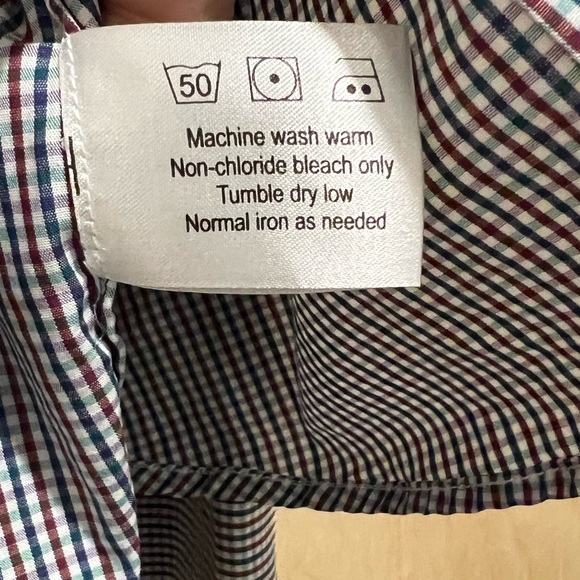 50
Machine wash warm
Non-chloride bleach only
Tumble dry low
Normal iron as needed